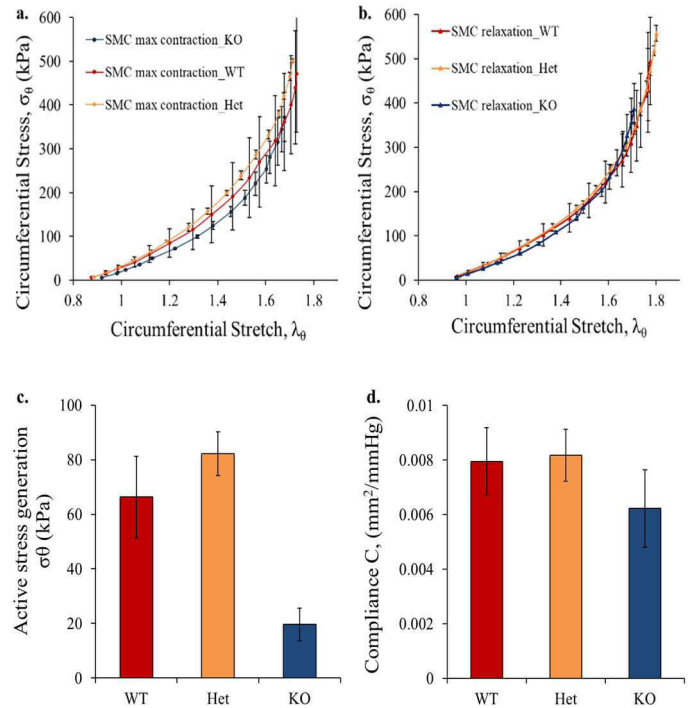 a.
600
500
400
300
200
100
0
Circumferential Stress, σθ (kPa)
SMC max contraction_KO
SMC max contraction_WT
SMC max contraction_Het
0.8 1 1.2 1.4 1.6 1.8
Circumferential Stretch, λθ
b.
600
500
400
300
200
100
0
Circumferential Stress, σθ (kPa)
SMC relaxation_WT
SMC relaxation_Het
SMC relaxation_KO
0.8 1 1.2 1.4 1.6 1.8
Circumferential Stretch, λθ
c.
100
80
60
40
20
0
Active stress generation
σθ (kPa)
WT Het KO
d.
0.01
0.008
0.006
0.004
0.002
0
Compliance C, (mm²/mmHg)
WT Het KO